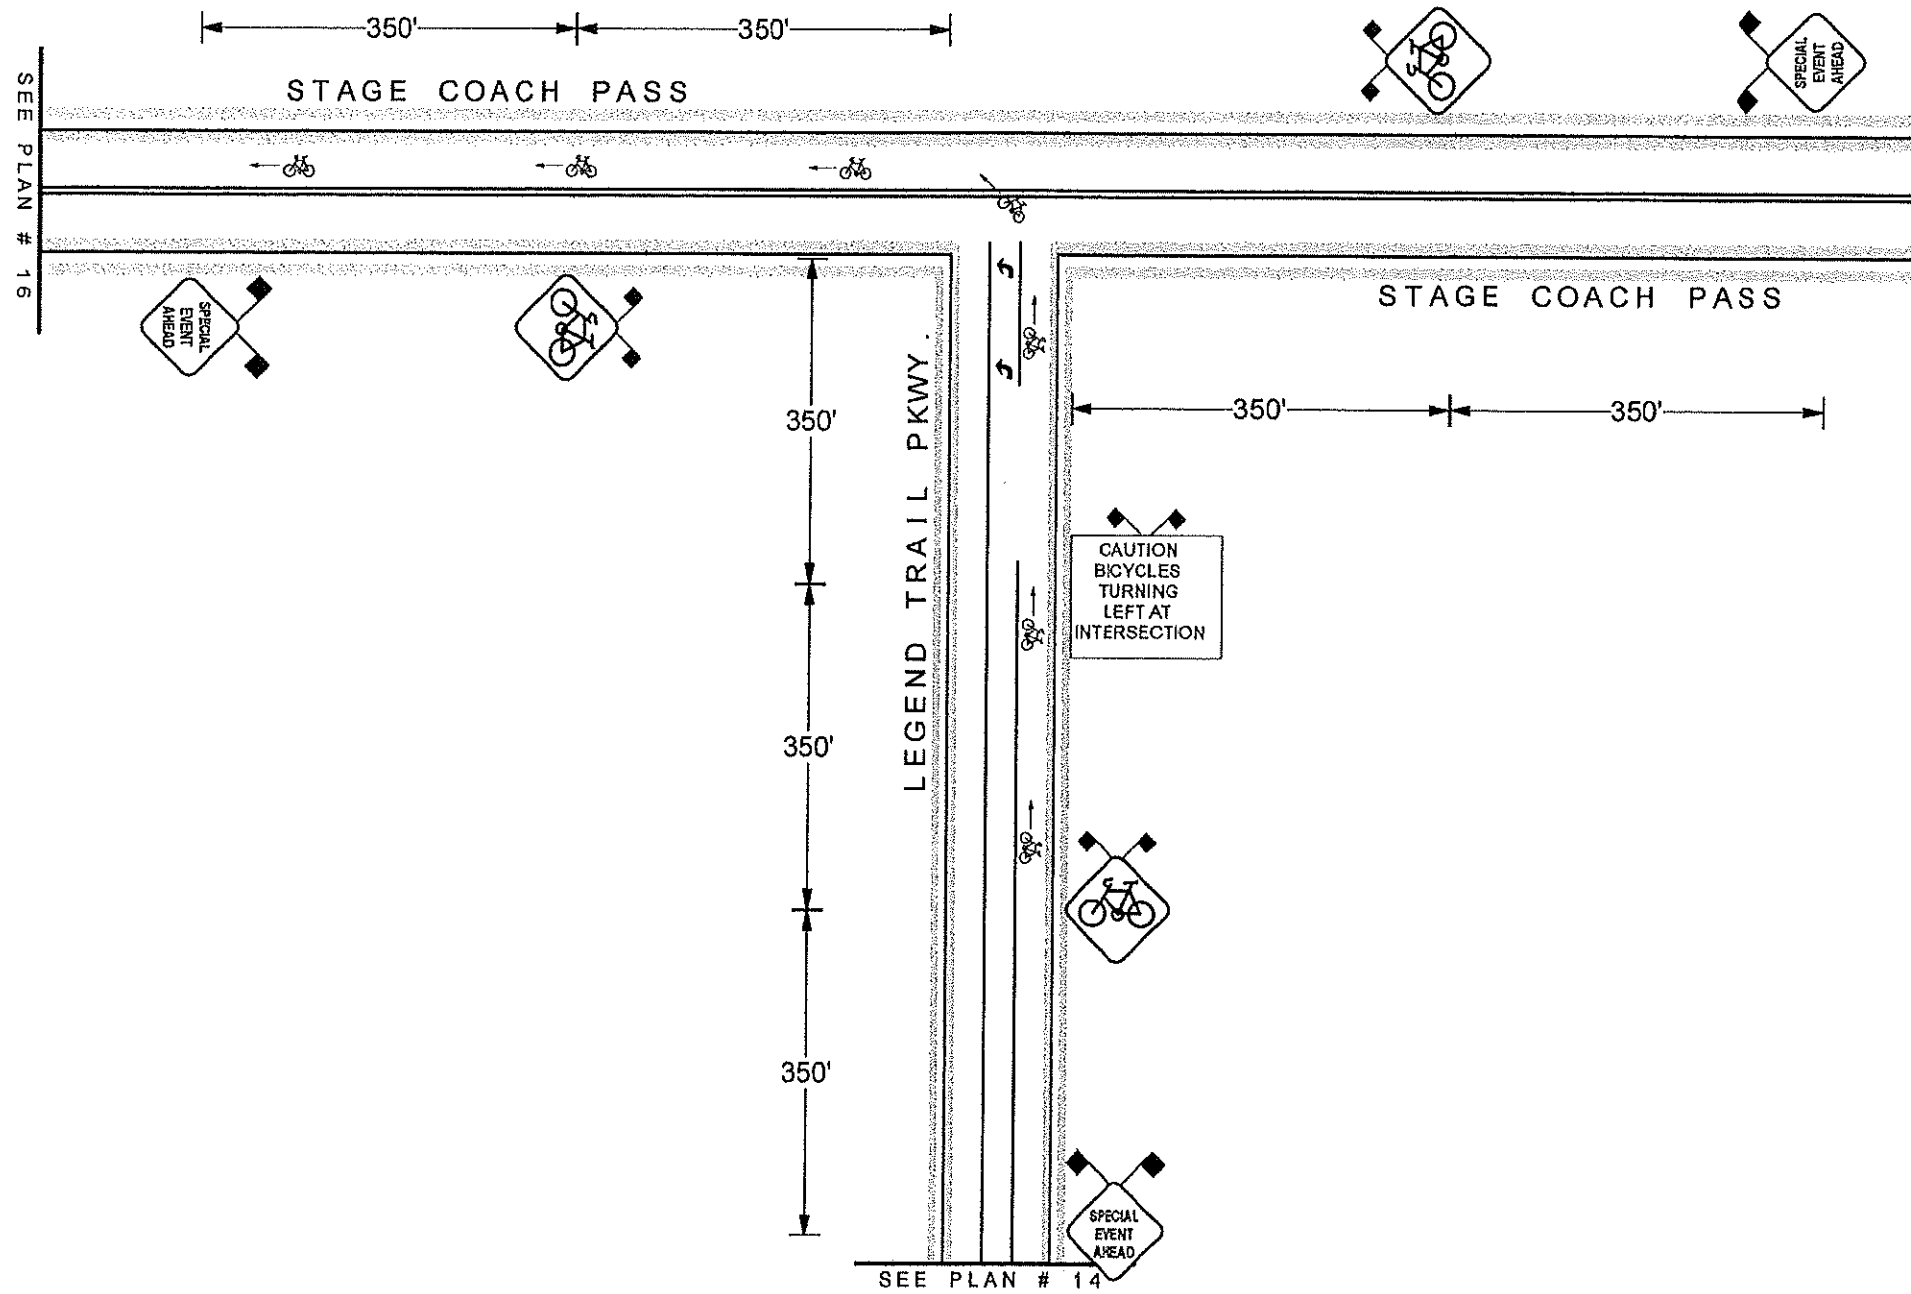 350'
350'
SPECIAL
EVENT
AHEAD
STAGE COACH PASS
SEE PLAN # 16
SPECIAL
EVENT
AHEAD
STAGE COACH PASS
LEGEND TRAIL PKWY.
350'
350'
350'
CAUTION
BICYCLES
TURNING
LEFT AT
INTERSECTION
350'
350'
SPECIAL
EVENT
AHEAD
SEE PLAN # 14